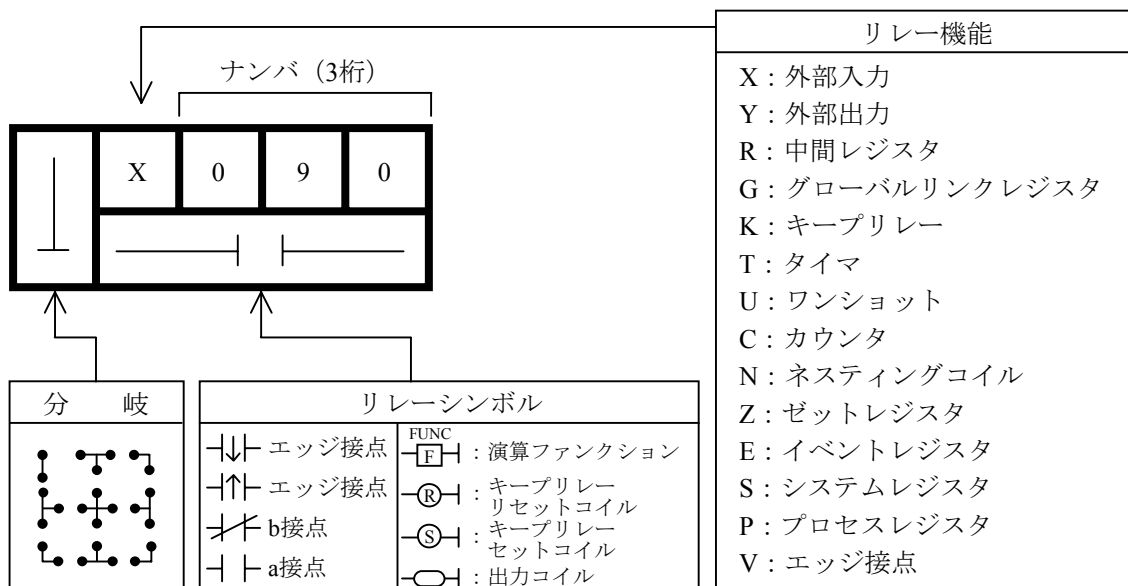 ナンバ（3桁）
X 0 9 0
リレー機能
X：外部入力
Y：外部出力
R：中間レジスタ
G：グローバルリンクレジスタ
K：キープリレー
T：タイマ
U：ワンショット
C：カウンタ
N：ネスティングコイル
Z：ゼットレジスタ
E：イベントレジスタ
S：システムレジスタ
P：プロセスレジスタ
V：エッジ接点
分　岐
リレーシンボル
エッジ接点
エッジ接点
b接点
a接点
FUNC
F ：演算ファンクション
R ：キープリレー
リセットコイル
S ：キープリレー
セットコイル
：出力コイル